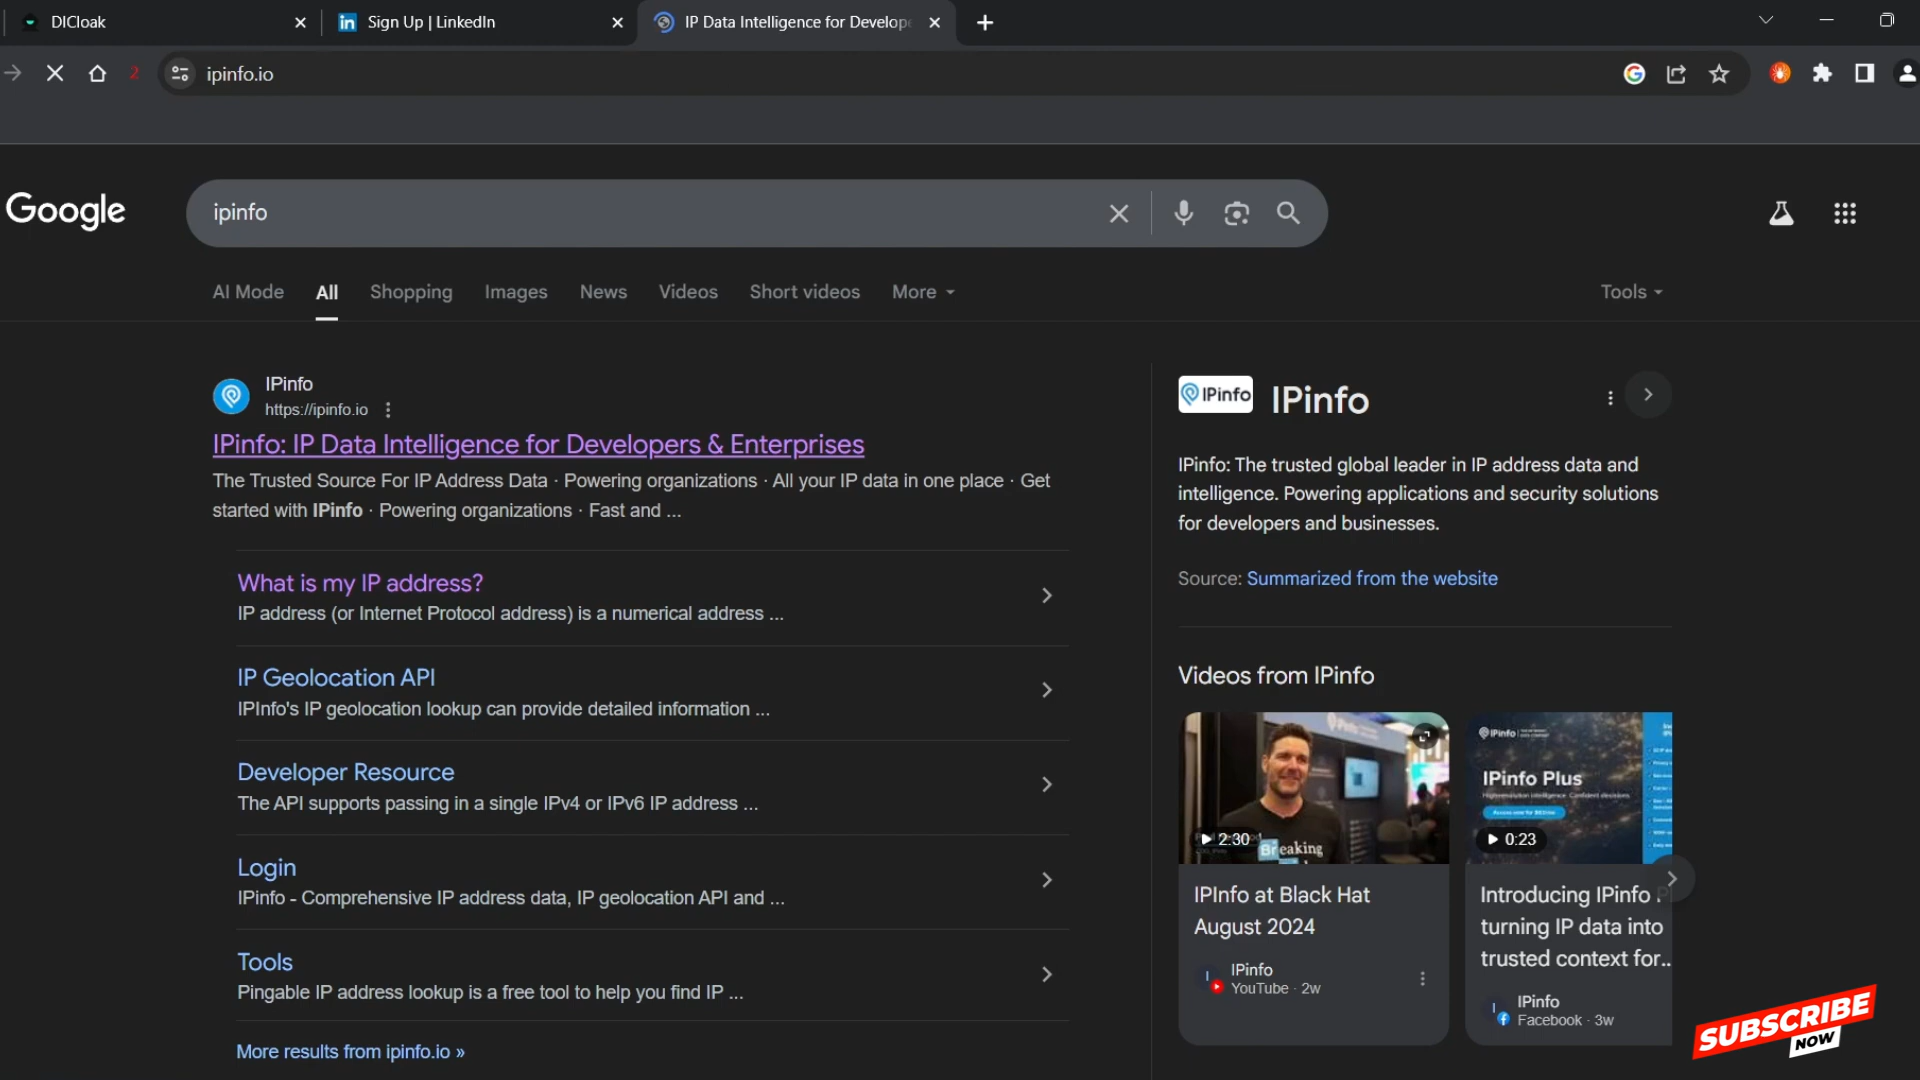 DICloak
Sign Up | LinkedIn
IP Data Intelligence for Develope
2
ipinfo.io
Google
ipinfo
AI Mode
All
Shopping
Images
News
Videos
Short videos
More
Tools
IPinfo
https://ipinfo.io
IPinfo: IP Data Intelligence for Developers & Enterprises
The Trusted Source For IP Address Data · Powering organizations · All your IP data in one place · Get
started with IPinfo · Powering organizations · Fast and ...
What is my IP address?
IP address (or Internet Protocol address) is a numerical address ...
IP Geolocation API
IPInfo's IP geolocation lookup can provide detailed information ...
Developer Resource
The API supports passing in a single IPv4 or IPv6 IP address ...
Login
IPinfo - Comprehensive IP address data, IP geolocation API and ...
Tools
Pingable IP address lookup is a free tool to help you find IP ...
More results from ipinfo.io »
IPinfo
IPinfo
IPinfo: The trusted global leader in IP address data and
intelligence. Powering applications and security solutions
for developers and businesses.
Source: Summarized from the website
Videos from IPinfo
2:30
Breaking
IPInfo at Black Hat
August 2024
IPinfo
YouTube · 2w
IPinfo
IPinfo Plus
0:23
Introducing IPinfo P
turning IP data into
trusted context for..
IPinfo
Facebook · 3w
SUBSCRIBE
NOW